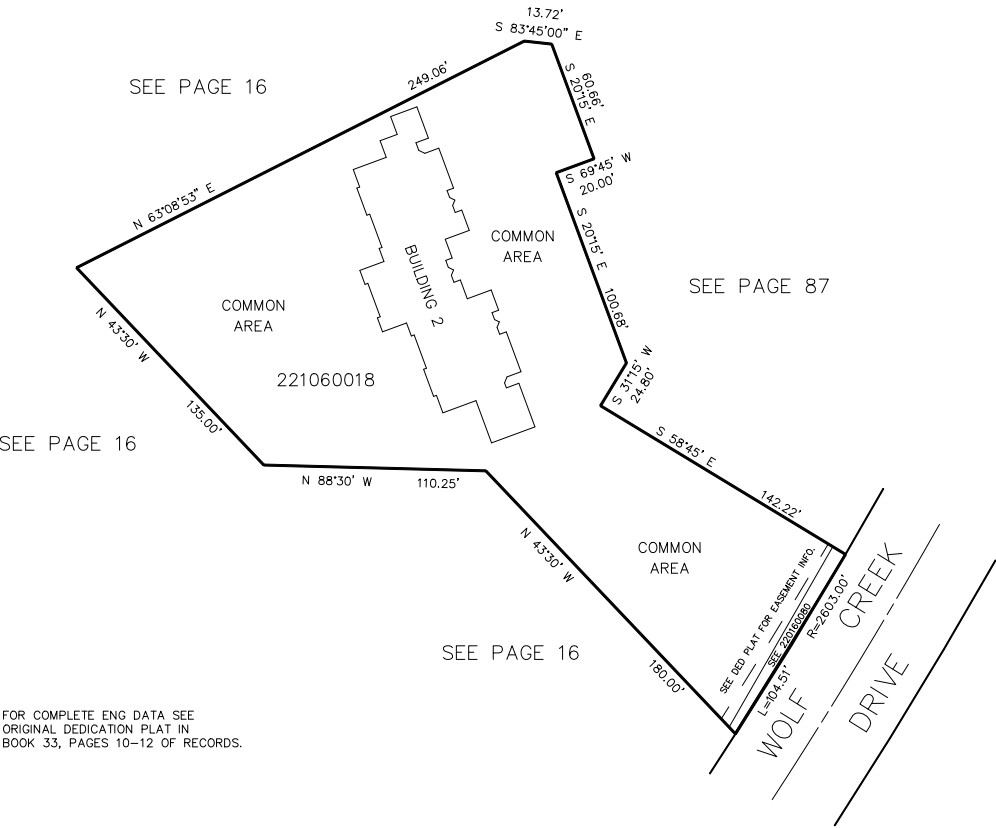 13.72'
S 83°45'00" E
249.06'
SEE PAGE 16
60.66'
S 20°15' E
S 69°45' W
20.00'
N 63°08'53" E
COMMON
AREA
S 20°15' E
100.68'
BUILDING 2
SEE PAGE 87
COMMON
AREA
N 43°30' W
S 31°15' W
24.80'
221060018
135.00'
SEE PAGE 16
S 58°45' E
142.22'
N 88°30' W
110.25'
N 43°30' W
COMMON
AREA
SEE DED PLAT FOR EASEMENT INFO.
SEE 220160080
R=2603.00'
L=104.51'
WOLF CREEK
DRIVE
SEE PAGE 16
180.00'
FOR COMPLETE ENG DATA SEE
ORIGINAL DEDICATION PLAT IN
BOOK 33, PAGES 10-12 OF RECORDS.